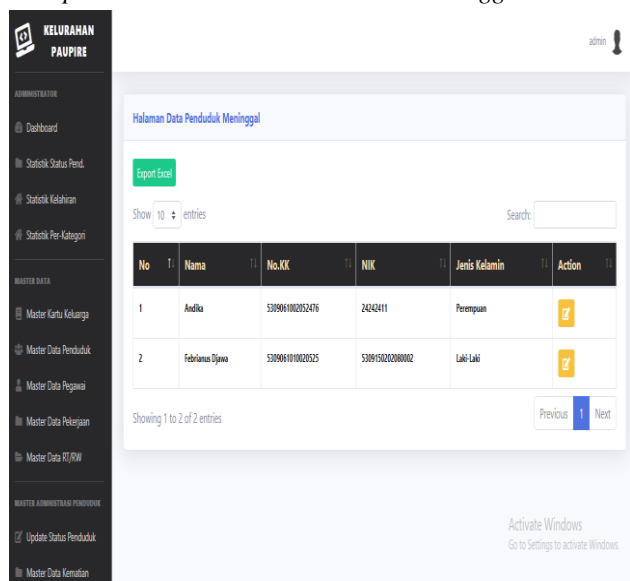 KELURAHAN
PAUPIRE
admin
ADMINISTRATOR
Dashboard
Statistik Status Pend.
Statistik Kelahiran
Statistik Per-Kategori
MASTER DATA
Master Kartu Keluarga
Master Data Penduduk
Master Data Pegawai
Master Data Pekerjaan
Master Data RT/RW
MASTER ADMINISTRASI PENDUDUK
Update Status Penduduk
Master Data Kematian
Halaman Data Penduduk Meninggal
Export Excel
Show 10 entries
Search:
No Nama No.KK NIK Jenis Kelamin Action
1 Andika 5309061002052476 24242411 Perempuan
2 Febrianus Djawa 5309061010020525 5309150202080002 Laki-Laki
Showing 1 to 2 of 2 entries
Previous 1 Next
Activate Windows
Go to Settings to activate Windows.